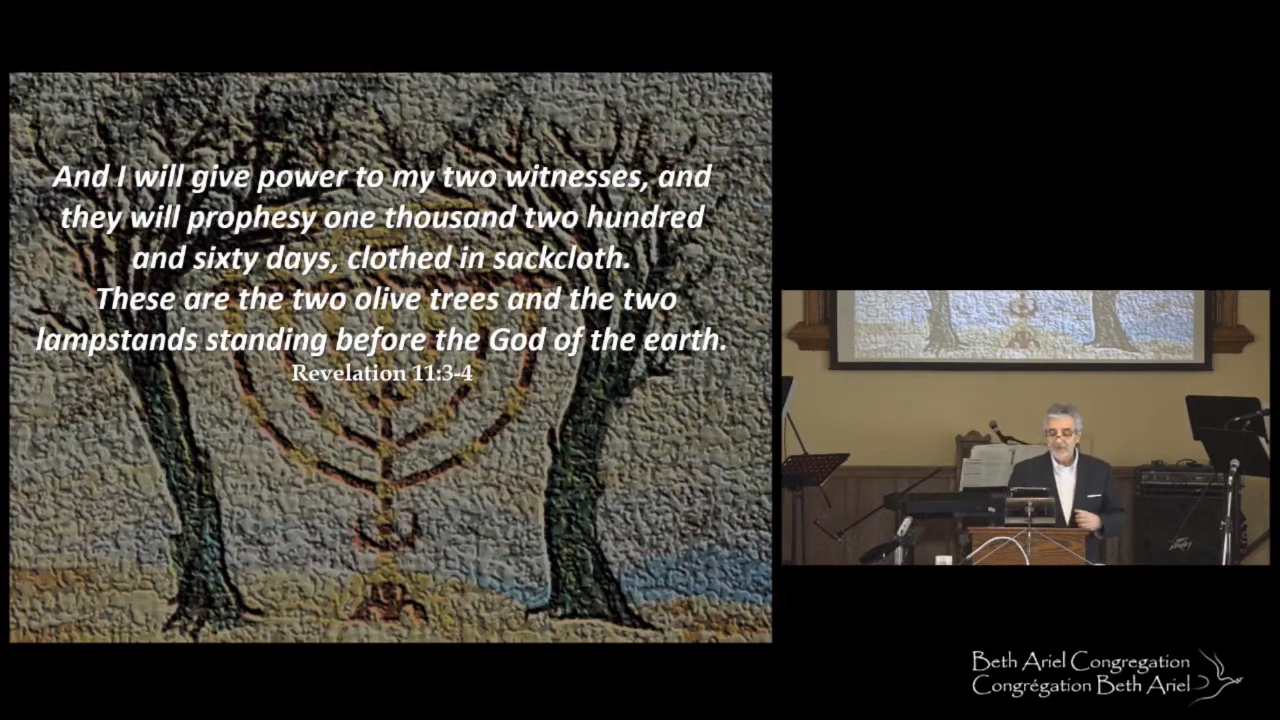 And I will give power to my two witnesses, and
they will prophesy one thousand two hundred
and sixty days, clothed in sackcloth.
These are the two olive trees and the two
lampstands standing before the God of the earth.
Revelation 11:3-4
Beth Ariel Congregation
Congrégation Beth Ariel